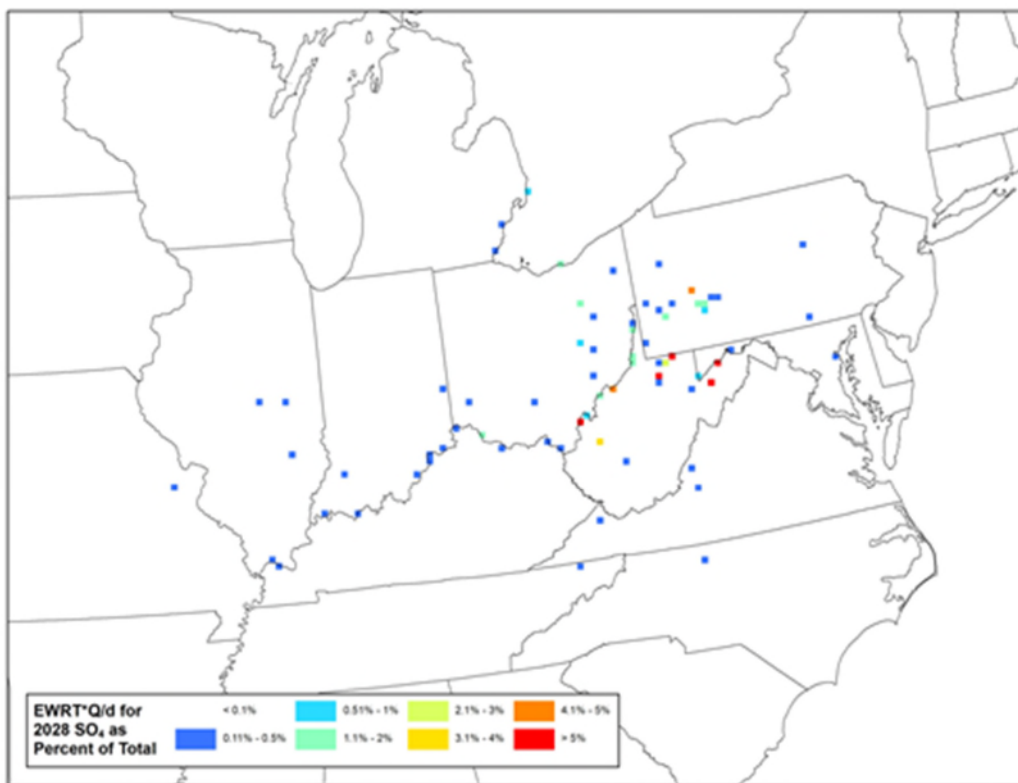 EWRT*Q/d for
2028 SO₄ as
Percent of Total
< 0.1%
0.51% - 1%
2.1% - 3%
4.1% - 5%
0.11% - 0.5%
1.1% - 2%
3.1% - 4%
> 5%